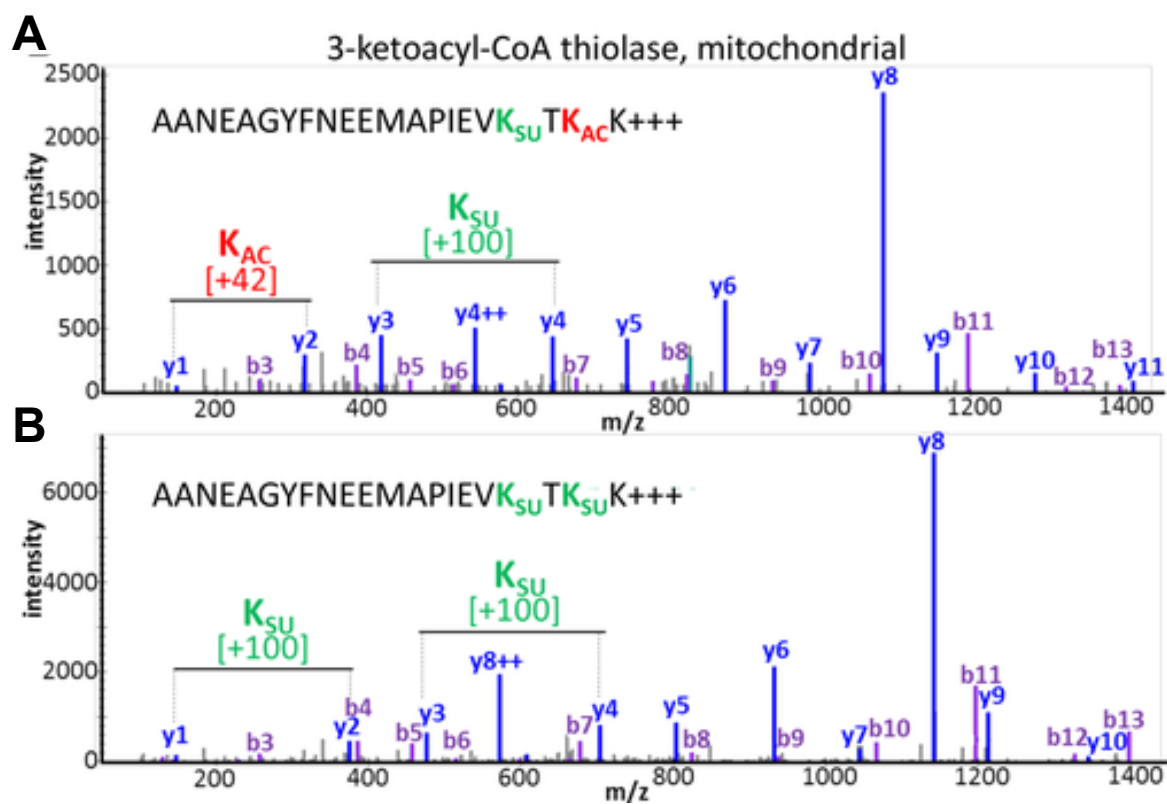 A
3-ketoacyl-CoA thiolase, mitochondrial
2500
2000
1500
1000
500
0
intensity
AANEAGYFNEEMAPIEVKSUTKACK+++
KAC
[+42]
KSU
[+100]
y1
b3
y2
b4
y3
b5
b6
y4++
y4
b7
y5
b8
y6
b9
y7
b10
y8
y9
b11
y10
b12
b13
y11
200
400
600
800
1000
1200
1400
m/z
B
6000
4000
2000
0
intensity
AANEAGYFNEEMAPIEVKSUTKSUK+++
KSU
[+100]
KSU
[+100]
y1
b3
y2
b4
b5
y3
b6
y8++
b7
y4
y5
b8
y6
b9
y7
b10
y8
b11
y9
b12
y10
b13
200
400
600
800
1000
1200
1400
m/z